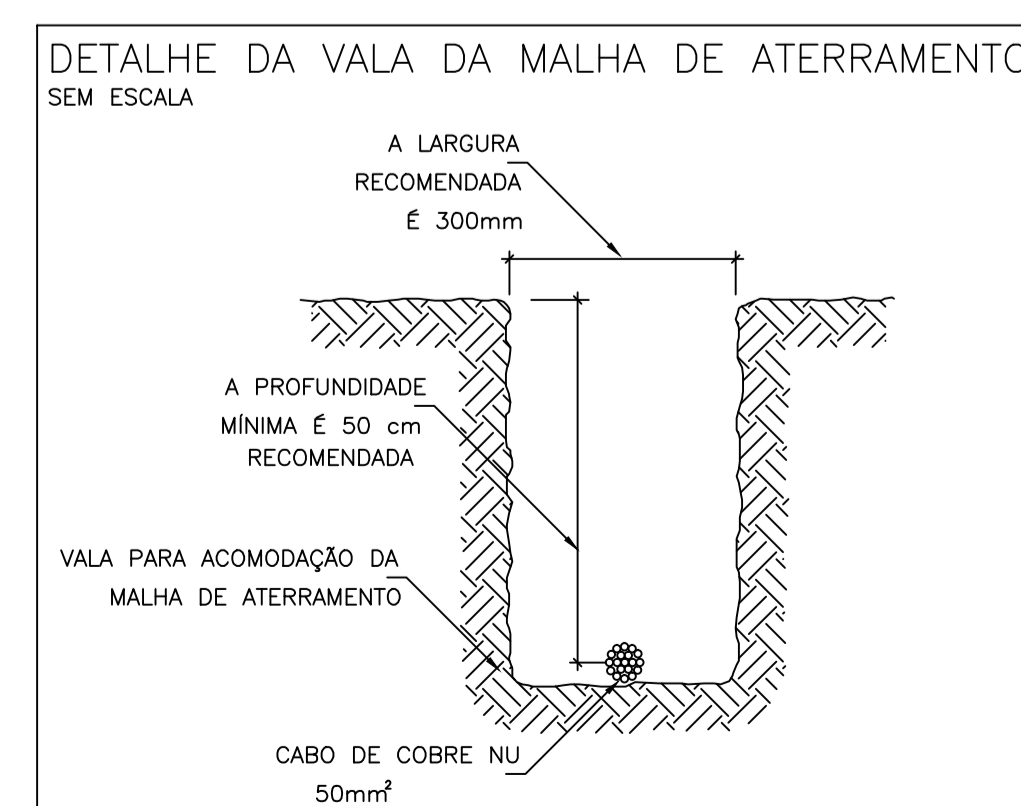 DETALHE DA VALA DA MALHA DE ATERRAMENTO
SEM ESCALA
A LARGURA
RECOMENDADA
É 300mm
A PROFUNDIDADE
MÍNIMA É 50 cm
RECOMENDADA
VALA PARA ACOMODAÇÃO DA
MALHA DE ATERRAMENTO
CABO DE COBRE NU
50mm²